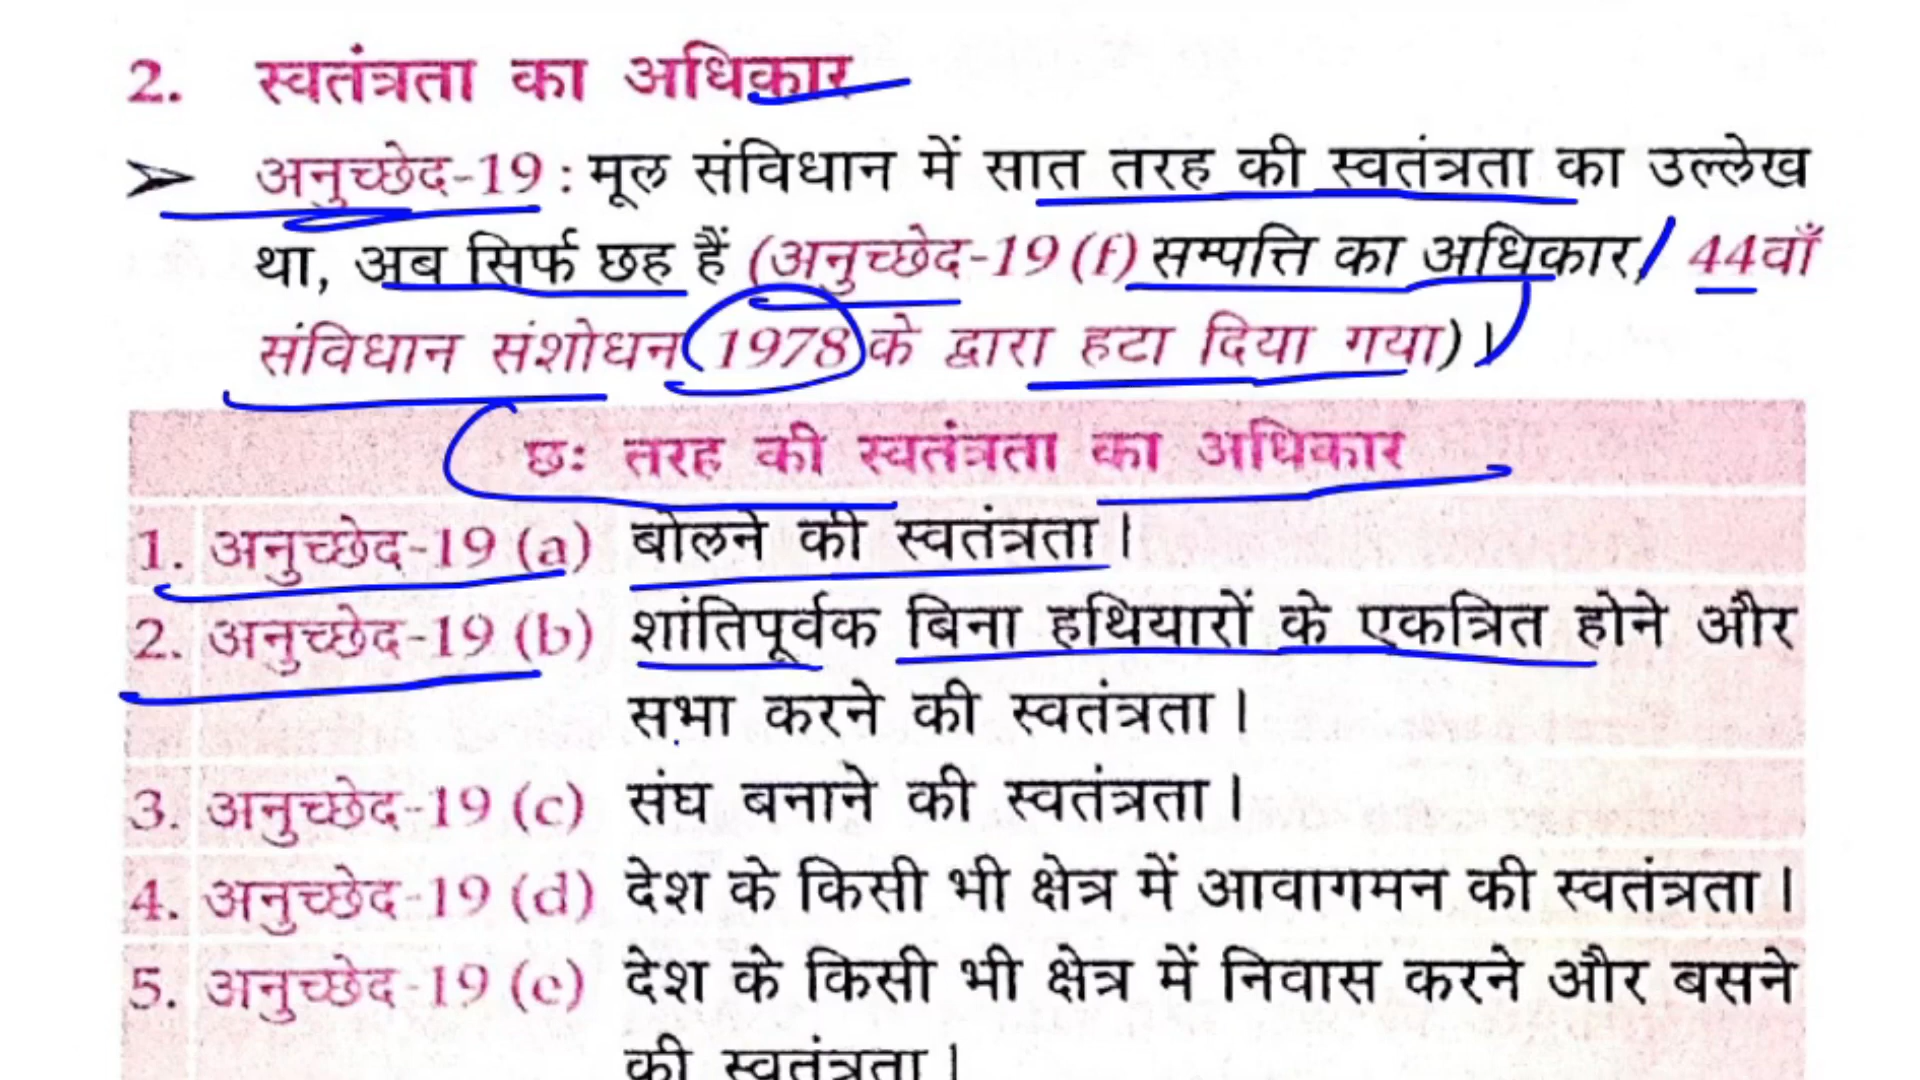 2. स्वतंत्रता का अधिकार
➤ अनुच्छेद-19 : मूल संविधान में सात तरह की स्वतंत्रता का उल्लेख
था, अब सिर्फ छह हैं (अनुच्छेद-19 (f) सम्पत्ति का अधिकार, 44वाँ
संविधान संशोधन 1978 के द्वारा हटा दिया गया)।
छः तरह की स्वतंत्रता का अधिकार
1. अनुच्छेद-19 (a) बोलने की स्वतंत्रता।
2. अनुच्छेद-19 (b) शांतिपूर्वक बिना हथियारों के एकत्रित होने और
सभा करने की स्वतंत्रता।
3. अनुच्छेद-19 (c) संघ बनाने की स्वतंत्रता।
4. अनुच्छेद-19 (d) देश के किसी भी क्षेत्र में आवागमन की स्वतंत्रता।
5. अनुच्छेद-19 (e) देश के किसी भी क्षेत्र में निवास करने और बसने
की स्वतंत्रता।